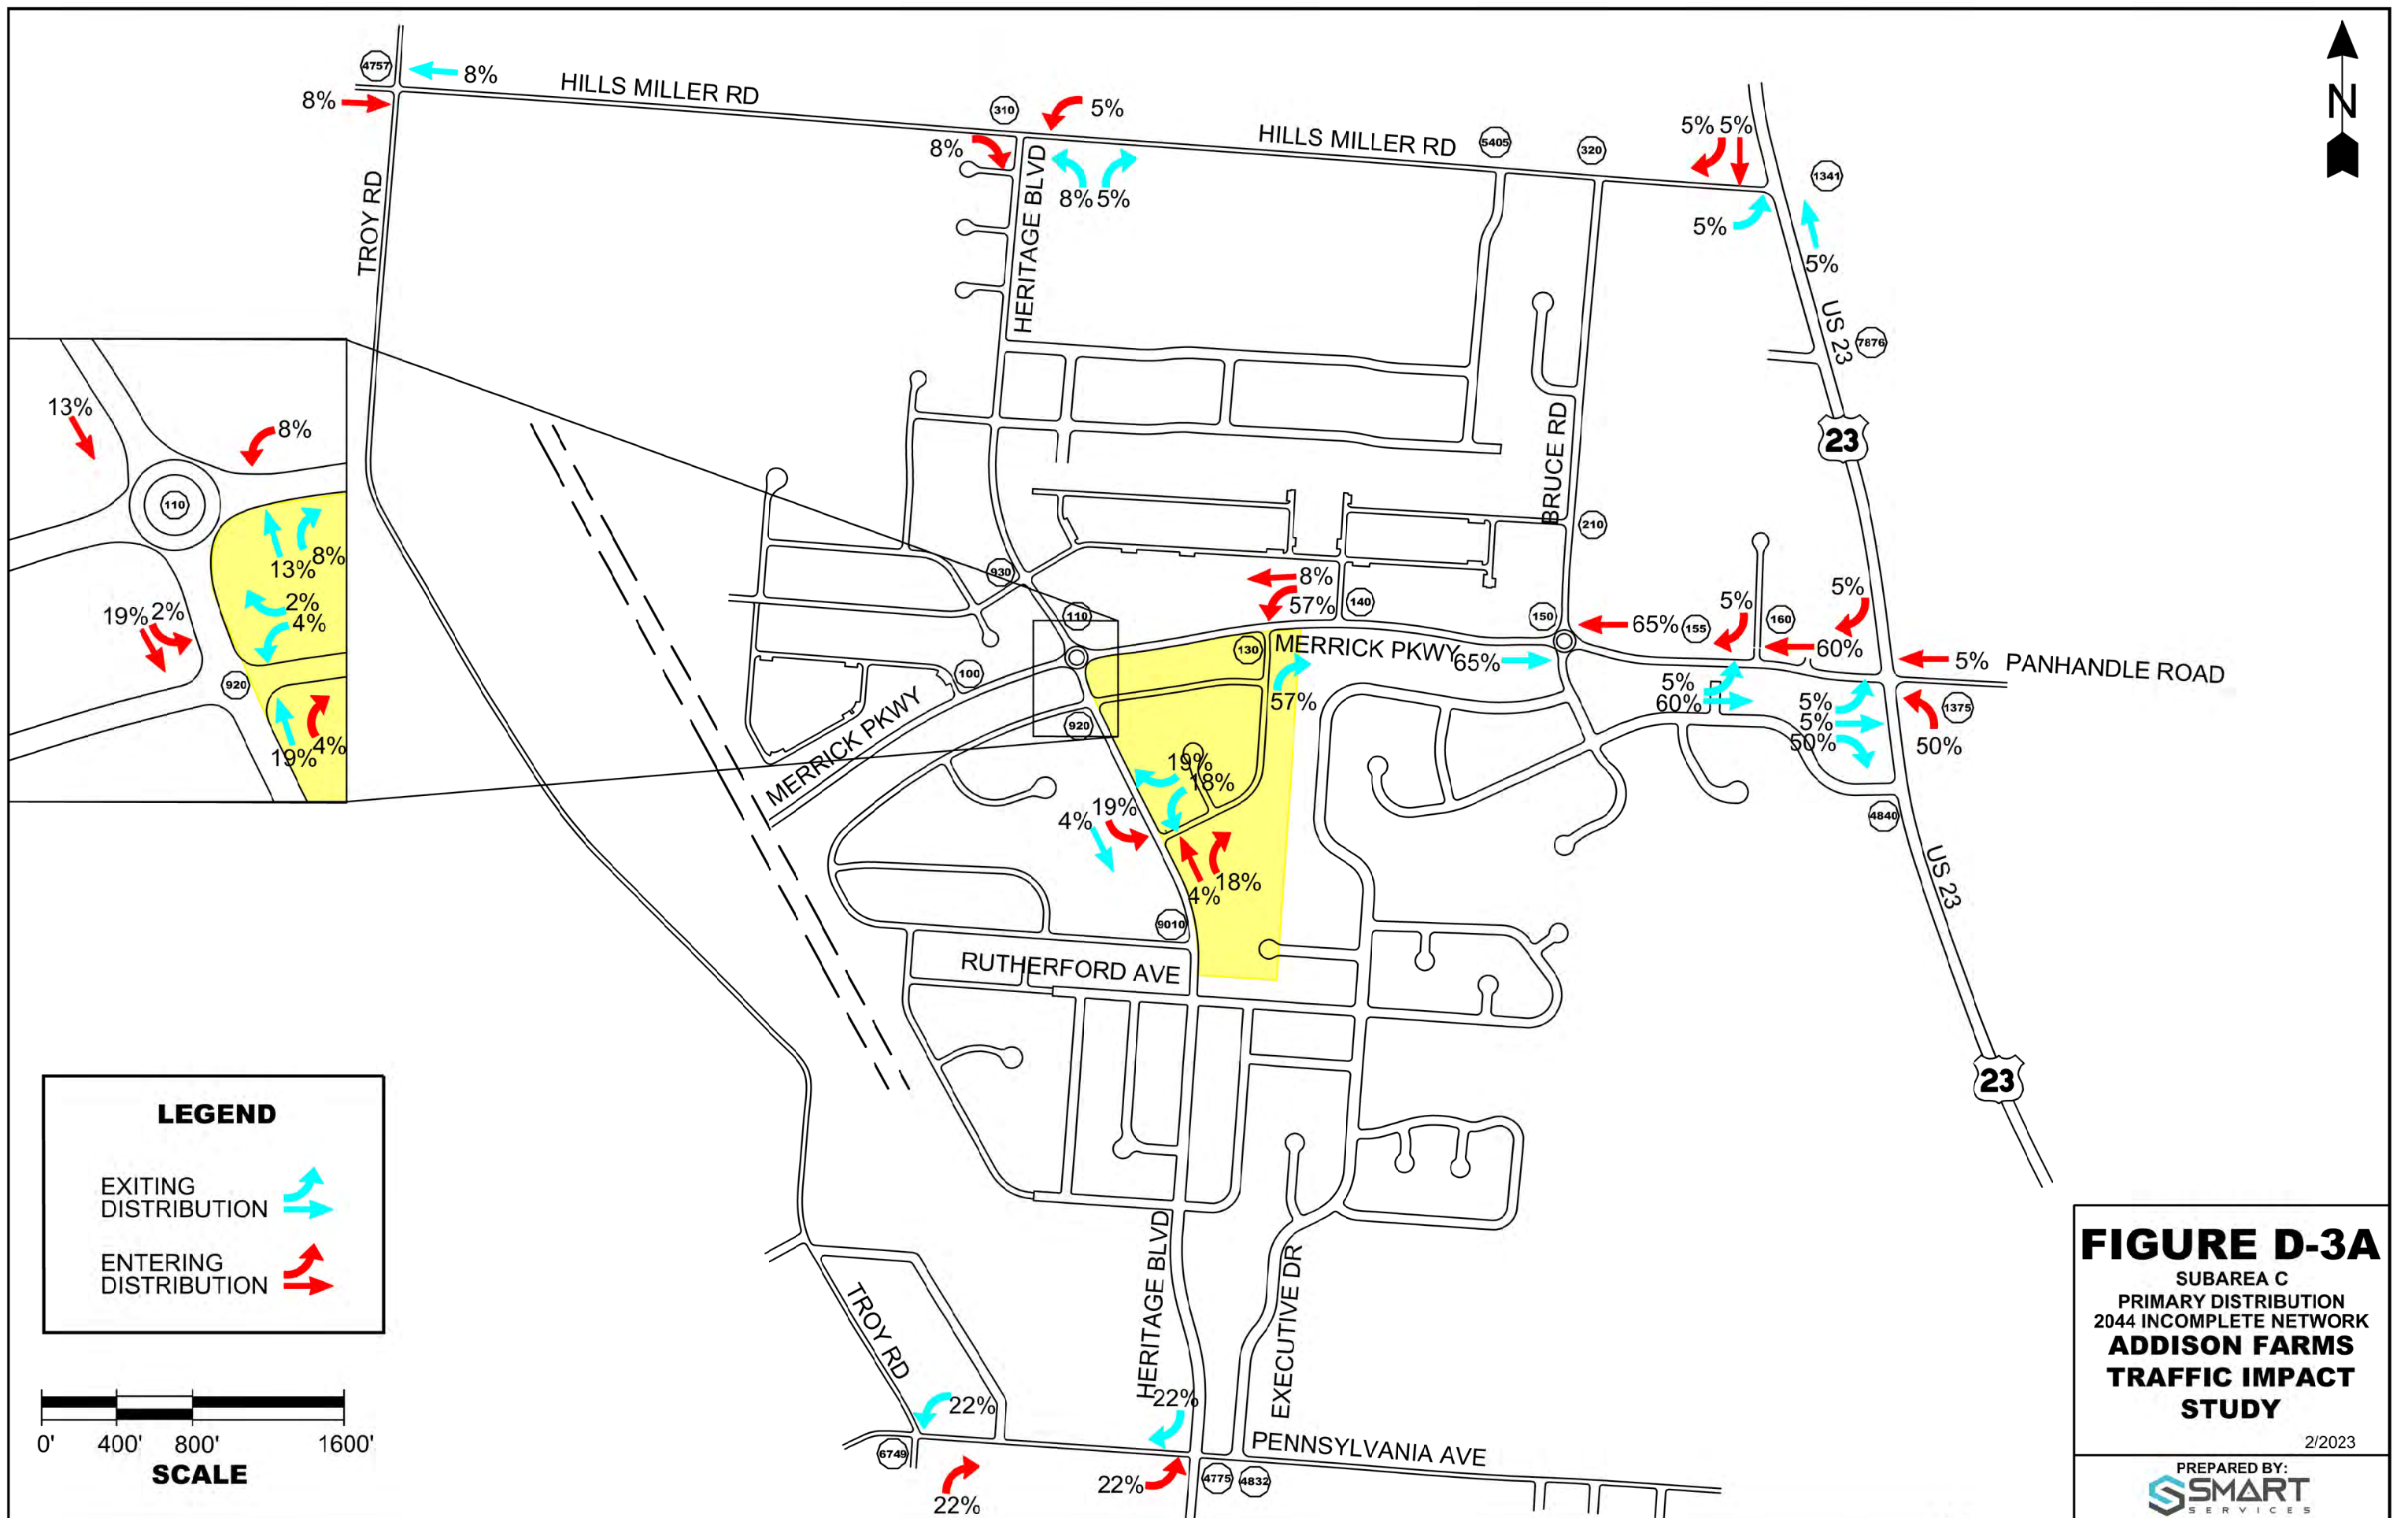 4757
8%
8%
HILLS MILLER RD
310
5%
8%
8% 5%
HERITAGE BLVD
HILLS MILLER RD
5405
320
5% 5%
1341
5%
5%
N
TROY RD
US 23
7876
23
13%
8%
110
8%
13%
2%
4%
19% 2%
920
4%
19%
BRUCE RD
210
930
110
8%
57%
140
150
65%
155
5%
160
60%
5%
5%
PANHANDLE ROAD
130
MERRICK PKWY
65%
57%
5%
60%
5%
5%
50%
1375
50%
100
MERRICK PKWY
920
19%
18%
4%
19%
18%
4%
9010
4840
US 23
23
RUTHERFORD AVE
LEGEND
EXITING
DISTRIBUTION
ENTERING
DISTRIBUTION
0'
400'
800'
1600'
SCALE
TROY RD
HERITAGE BLVD
EXECUTIVE DR
22%
22%
6749
22%
22%
4775
4832
PENNSYLVANIA AVE
FIGURE D-3A
SUBAREA C
PRIMARY DISTRIBUTION
2044 INCOMPLETE NETWORK
ADDISON FARMS
TRAFFIC IMPACT
STUDY
2/2023
PREPARED BY:
SMART
SERVICES